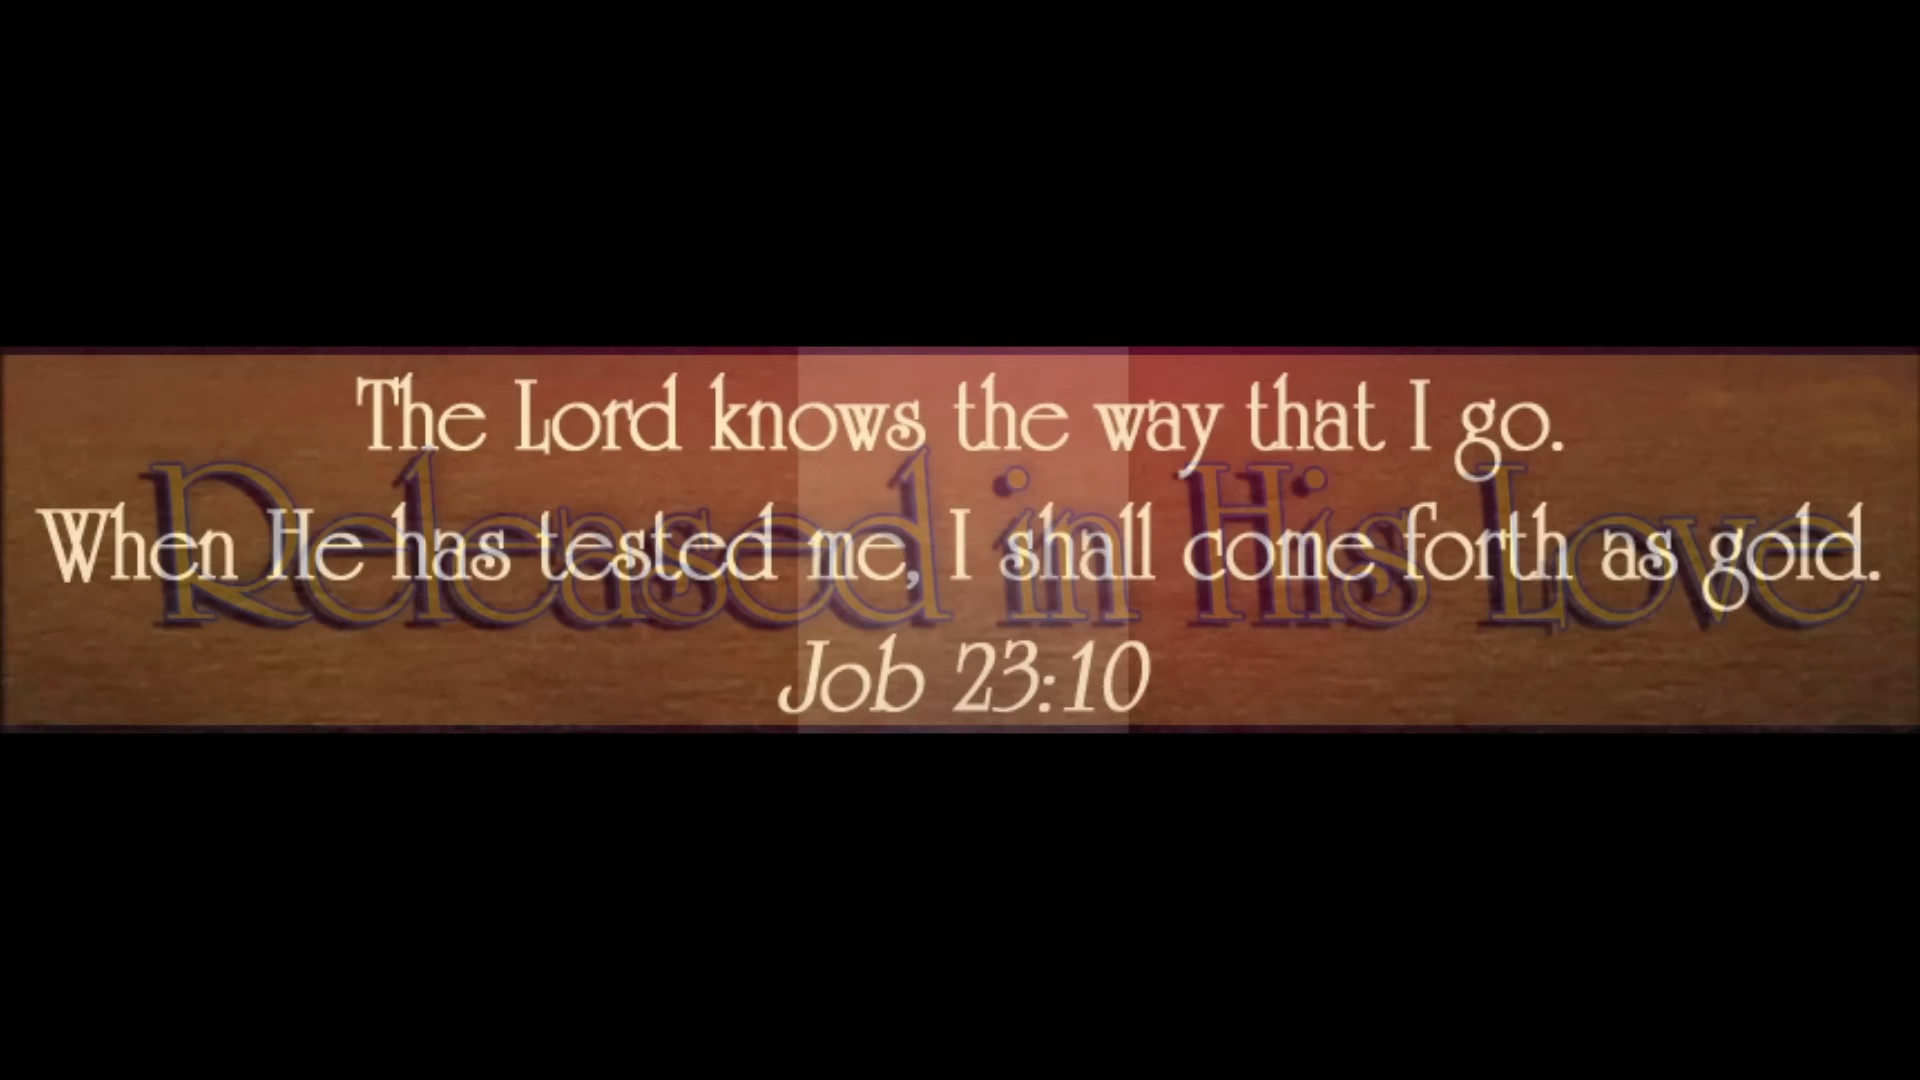 The Lord knows the way that I go.
Released in His Love
When He has tested me, I shall come forth as gold.
Job 23:10